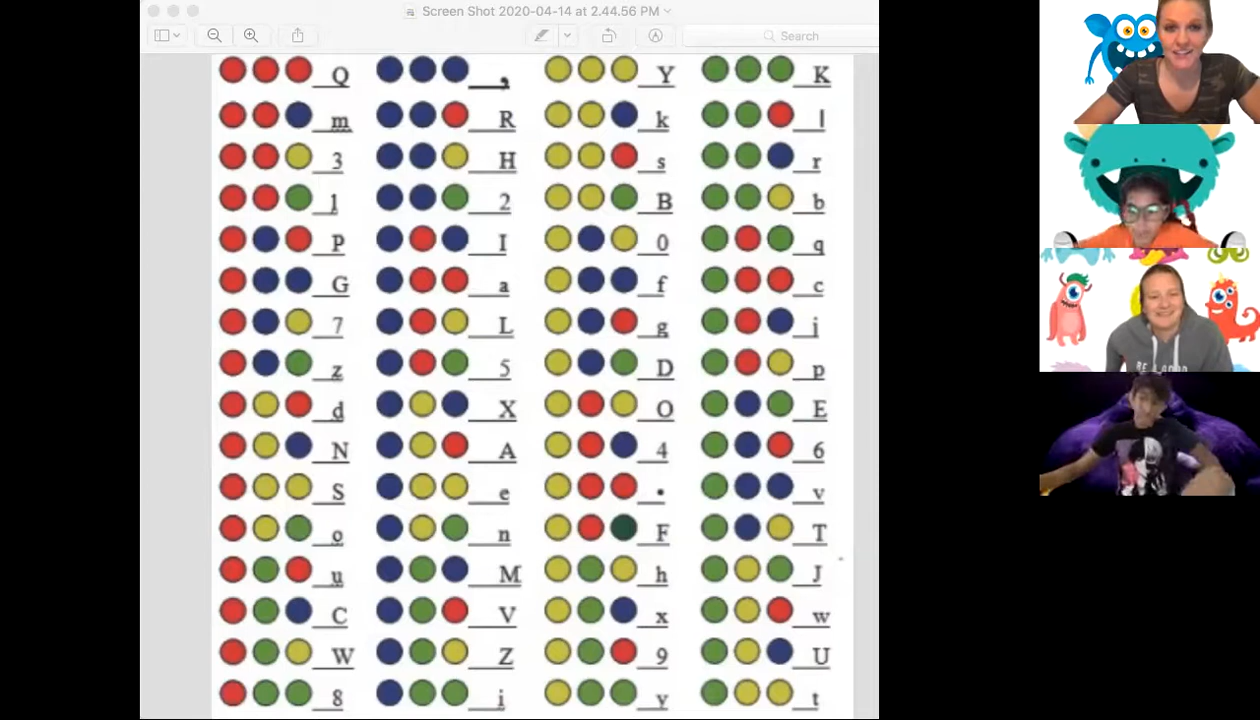 Screen Shot 2020-04-14 at 2.44.56 PM
Search
Q , Y K
m R k l
3 H s r
1 2 B b
P I 0 q
G a f c
7 L g j
z 5 D p
d X O E
N A 4 6
S e . v
o n F T
u M h J
C V x w
W Z 9 U
8 i y t